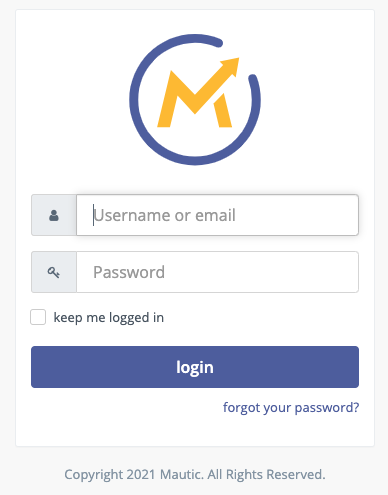 Username or email
Password
keep me logged in
login
forgot your password?
Copyright 2021 Mautic. All Rights Reserved.